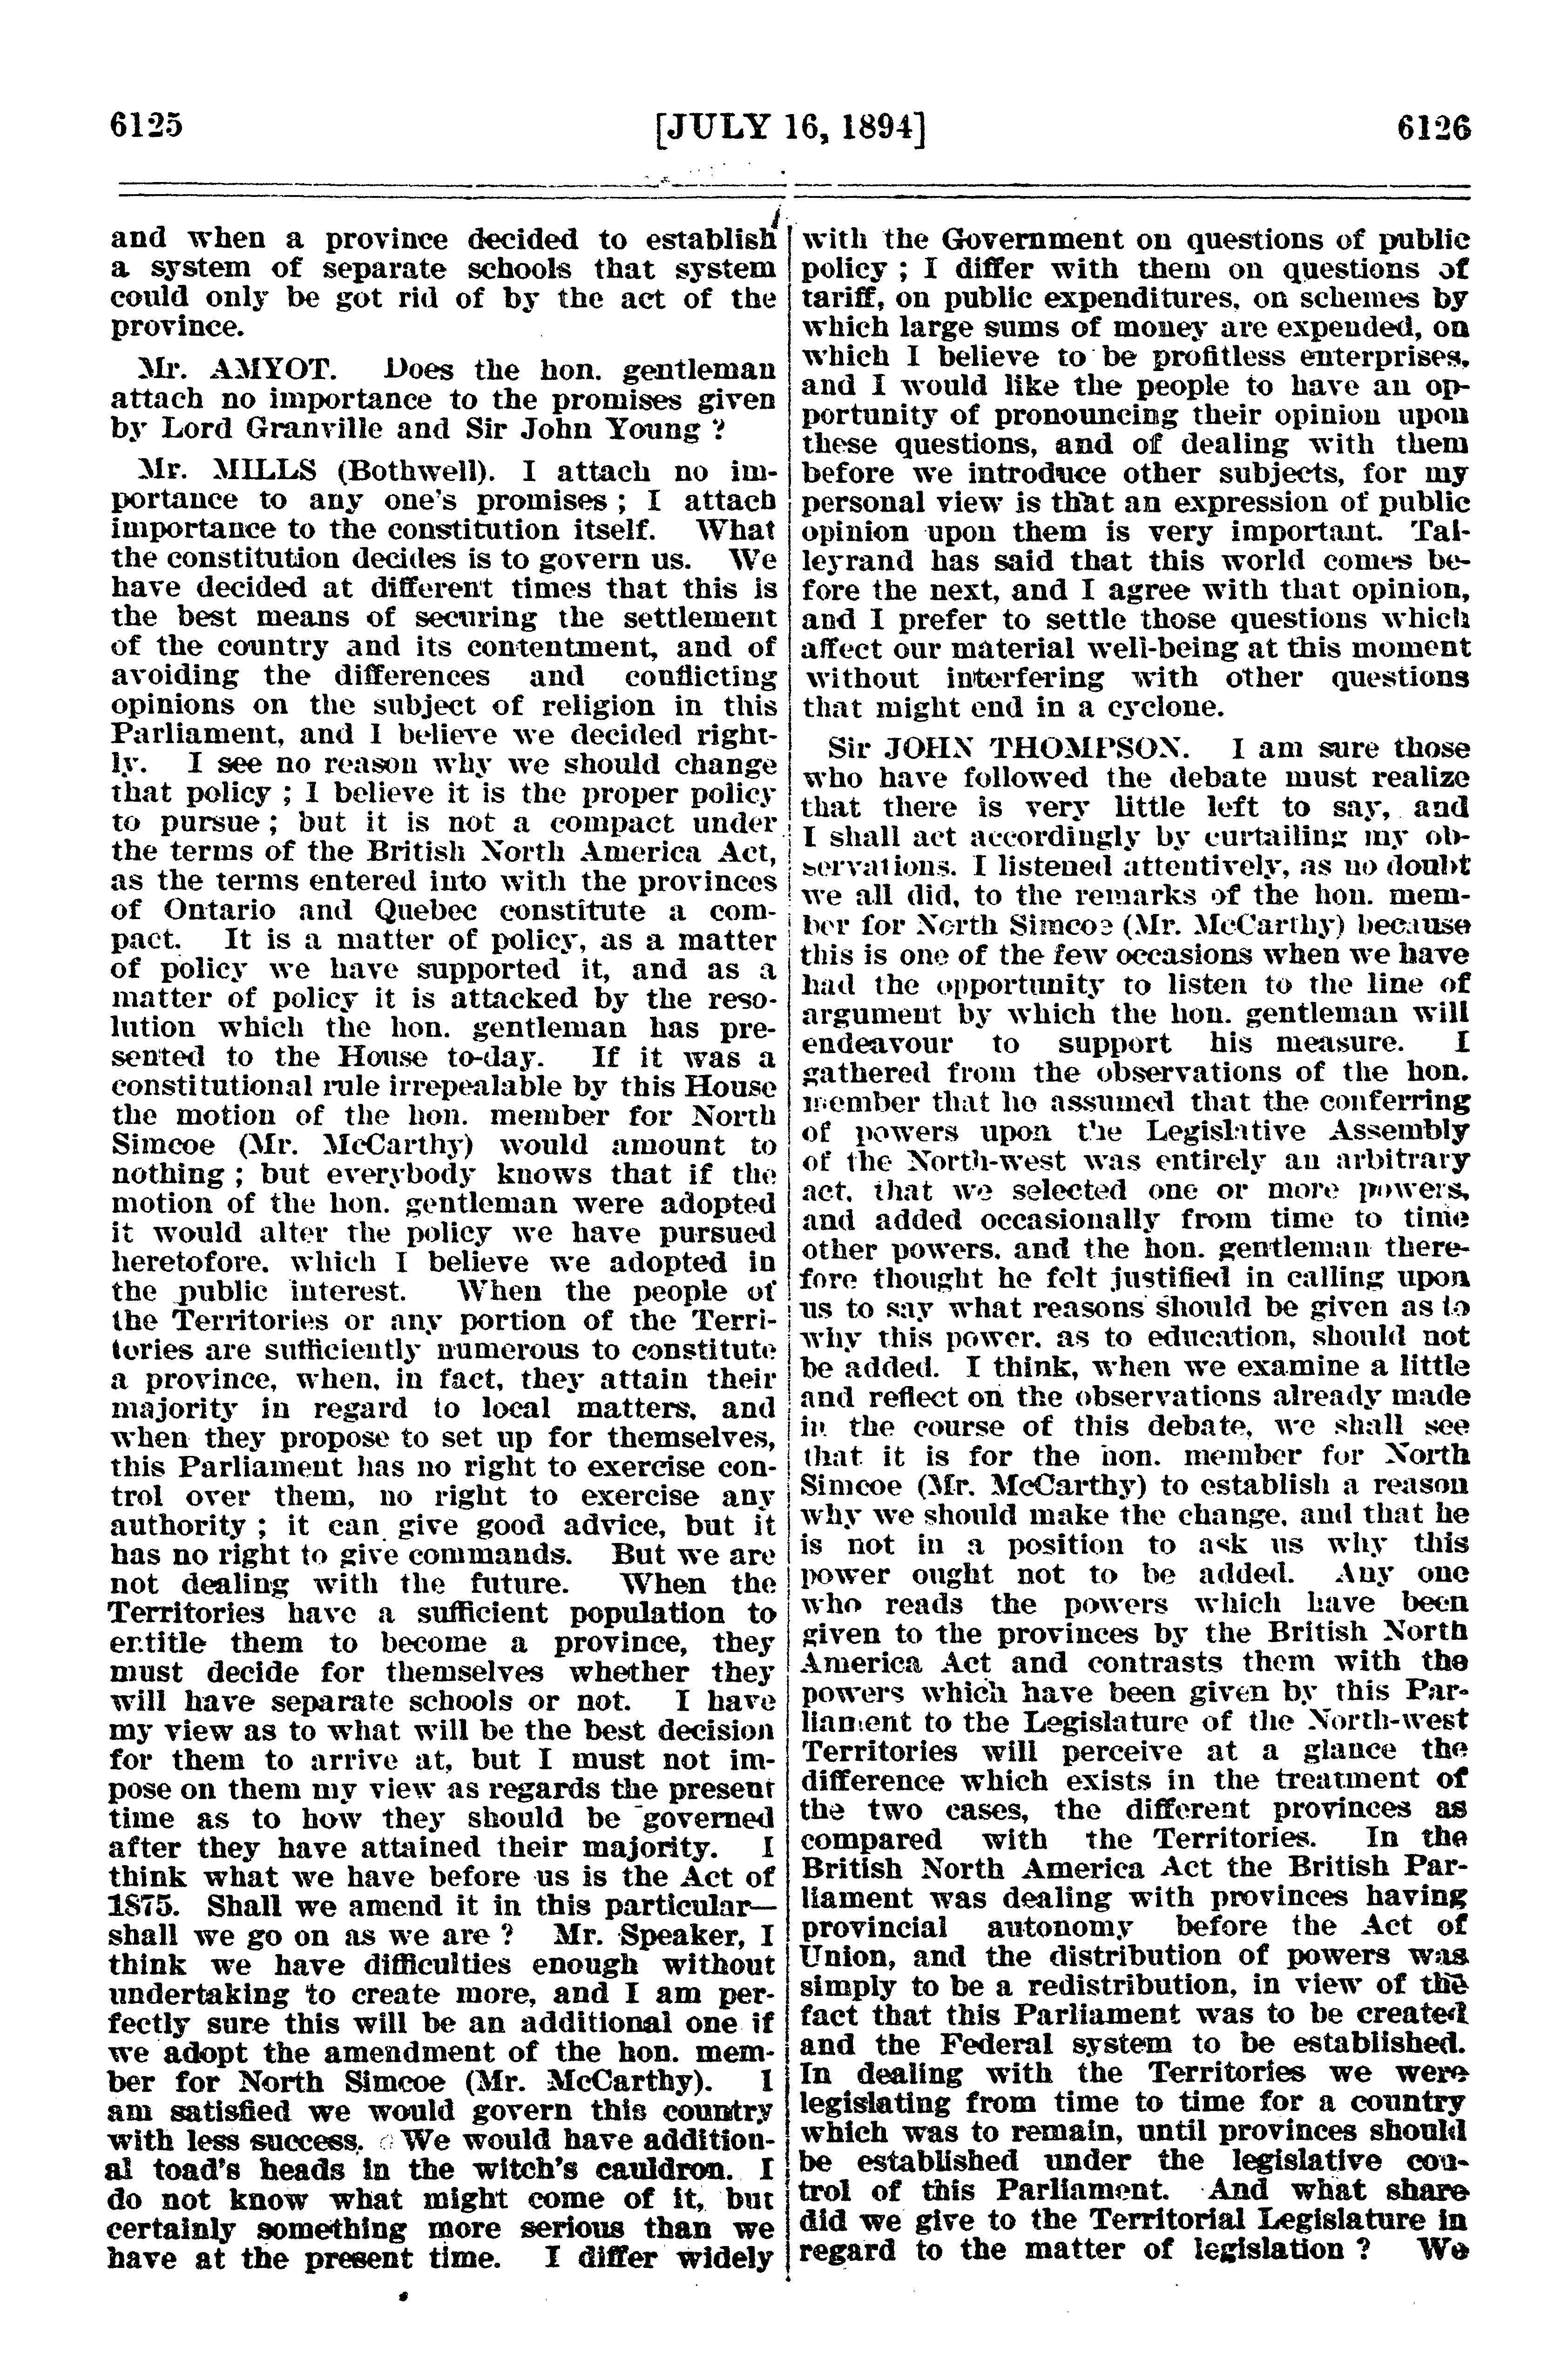 6125
[JULY 16, 1894]
6126
and when a province decided to establish
a system of separate schools that system
could only be got rid of by the act of the
province.
Mr. AMYOT. Does the hon. gentleman
attach no importance to the promises given
by Lord Granville and Sir John Young ?
Mr. MILLS (Bothwell). I attach no im-
portance to any one's promises ; I attach
importance to the constitution itself. What
the constitution decides is to govern us. We
have decided at different times that this is
the best means of securing the settlement
of the country and its contentment, and of
avoiding the differences and conflicting
opinions on the subject of religion in this
Parliament, and I believe we decided right-
ly. I see no reason why we should change
that policy ; I believe it is the proper policy
to pursue ; but it is not a compact under
the terms of the British North America Act,
as the terms entered into with the provinces
of Ontario and Quebec constitute a com-
pact. It is a matter of policy, as a matter
of policy we have supported it, and as a
matter of policy it is attacked by the reso-
lution which the hon. gentleman has pre-
sented to the House to-day. If it was a
constitutional rule irrepealable by this House
the motion of the hon. member for North
Simcoe (Mr. McCarthy) would amount to
nothing ; but everybody knows that if the
motion of the hon. gentleman were adopted
it would alter the policy we have pursued
heretofore, which I believe we adopted in
the public interest. When the people of
the Territories or any portion of the Terri-
tories are sufficiently numerous to constitute
a province, when, in fact, they attain their
majority in regard to local matters, and
when they propose to set up for themselves,
this Parliament has no right to exercise con-
trol over them, no right to exercise any
authority ; it can give good advice, but it
has no right to give commands. But we are
not dealing with the future. When the
Territories have a sufficient population to
entitle them to become a province, they
must decide for themselves whether they
will have separate schools or not. I have
my view as to what will be the best decision
for them to arrive at, but I must not im-
pose on them my view as regards the present
time as to how they should be governed
after they have attained their majority. I
think what we have before us is the Act of
1875. Shall we amend it in this particular—
shall we go on as we are ? Mr. Speaker, I
think we have difficulties enough without
undertaking to create more, and I am per-
fectly sure this will be an additional one if
we adopt the amendment of the hon. mem-
ber for North Simcoe (Mr. McCarthy). I
am satisfied we would govern this country
with less success. We would have addition-
al toad's heads in the witch's cauldron. I
do not know what might come of it, but
certainly something more serious than we
have at the present time. I differ widely
with the Government on questions of public
policy ; I differ with them on questions of
tariff, on public expenditures, on schemes by
which large sums of money are expended, on
which I believe to be profitless enterprises,
and I would like the people to have an op-
portunity of pronouncing their opinion upon
these questions, and of dealing with them
before we introduce other subjects, for my
personal view is that an expression of public
opinion upon them is very important. Tal-
leyrand has said that this world comes be-
fore the next, and I agree with that opinion,
and I prefer to settle those questions which
affect our material well-being at this moment
without interfering with other questions
that might end in a cyclone.
Sir JOHN THOMPSON. I am sure those
who have followed the debate must realize
that there is very little left to say, and
I shall act accordingly by curtailing my ob-
servations. I listened attentively, as no doubt
we all did, to the remarks of the hon. mem-
ber for North Simcoe (Mr. McCarthy) because
this is one of the few occasions when we have
had the opportunity to listen to the line of
argument by which the hon. gentleman will
endeavour to support his measure. I
gathered from the observations of the hon.
member that he assumed that the conferring
of powers upon the Legislative Assembly
of the North-west was entirely an arbitrary
act, that we selected one or more powers,
and added occasionally from time to time
other powers, and the hon. gentleman there-
fore thought he felt justified in calling upon
us to say what reasons should be given as to
why this power, as to education, should not
be added. I think, when we examine a little
and reflect on the observations already made
in the course of this debate, we shall see
that it is for the hon. member for North
Simcoe (Mr. McCarthy) to establish a reason
why we should make the change, and that he
is not in a position to ask us why this
power ought not to be added. Any one
who reads the powers which have been
given to the provinces by the British North
America Act and contrasts them with the
powers which have been given by this Par-
liament to the Legislature of the North-west
Territories will perceive at a glance the
difference which exists in the treatment of
the two cases, the different provinces as
compared with the Territories. In the
British North America Act the British Par-
liament was dealing with provinces having
provincial autonomy before the Act of
Union, and the distribution of powers was
simply to be a redistribution, in view of the
fact that this Parliament was to be created
and the Federal system to be established.
In dealing with the Territories we were
legislating from time to time for a country
which was to remain, until provinces should
be established under the legislative con-
trol of this Parliament. And what share
did we give to the Territorial Legislature in
regard to the matter of legislation ? We